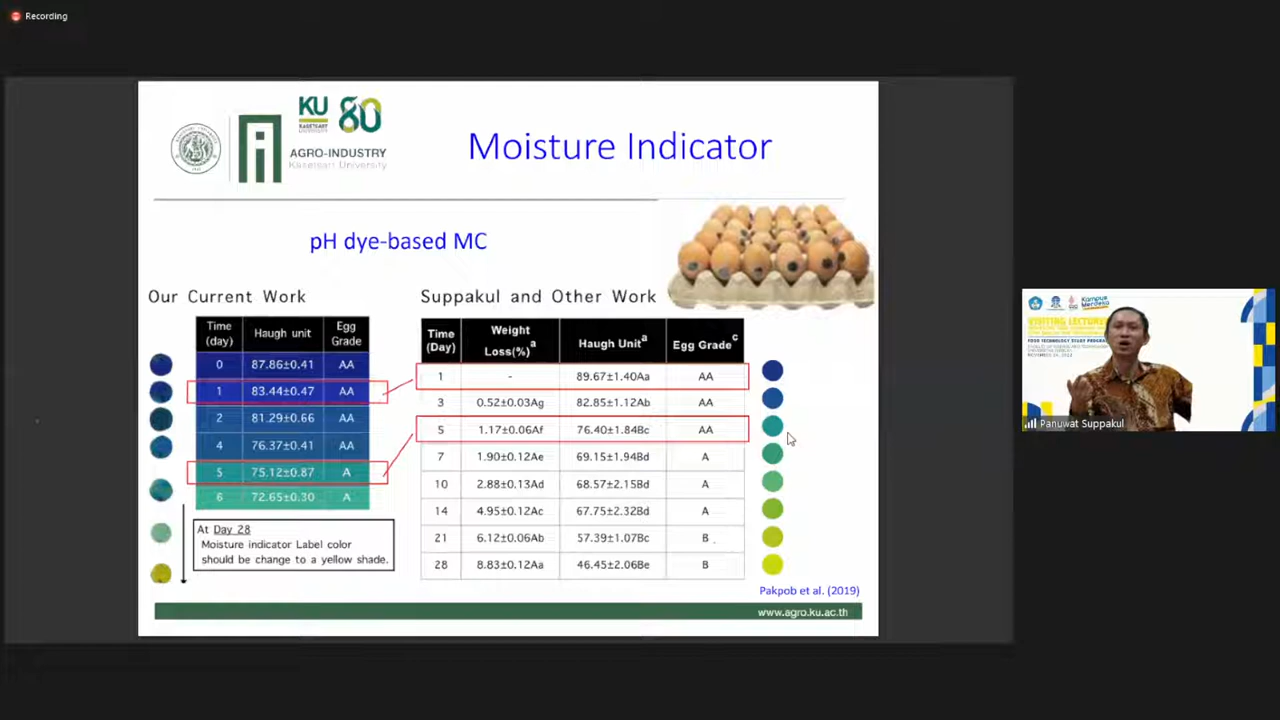 Recording
KU 80
KASETSART
UNIVERSITY
AGRO-INDUSTRY
Kasetsart University
Moisture Indicator
pH dye-based MC
Our Current Work
Time (day) Haugh unit Egg Grade
0 87.86±0.41 AA
1 83.44±0.47 AA
2 81.29±0.66 AA
4 76.37±0.41 AA
5 75.12±0.87 A
6 72.65±0.30 A
At Day 28
Moisture indicator Label color
should be change to a yellow shade.
Suppakul and Other Work
Time (Day) Weight Loss(%)a Haugh Unita Egg Gradec
1 - 89.67±1.40Aa AA
3 0.52±0.03Ag 82.85±1.12Ab AA
5 1.17±0.06Af 76.40±1.84Bc AA
7 1.90±0.12Ae 69.15±1.94Bd A
10 2.88±0.13Ad 68.57±2.15Bd A
14 4.95±0.12Ac 67.75±2.32Bd A
21 6.12±0.06Ab 57.39±1.07Bc B
28 8.83±0.12Aa 46.45±2.06Be B
Pakpob et al. (2019)
www.agro.ku.ac.th
Kampus
Merdeka
VISITING LECTURE
FOOD TECHNOLOGY STUDY PROGRAM
Panuwat Suppakul